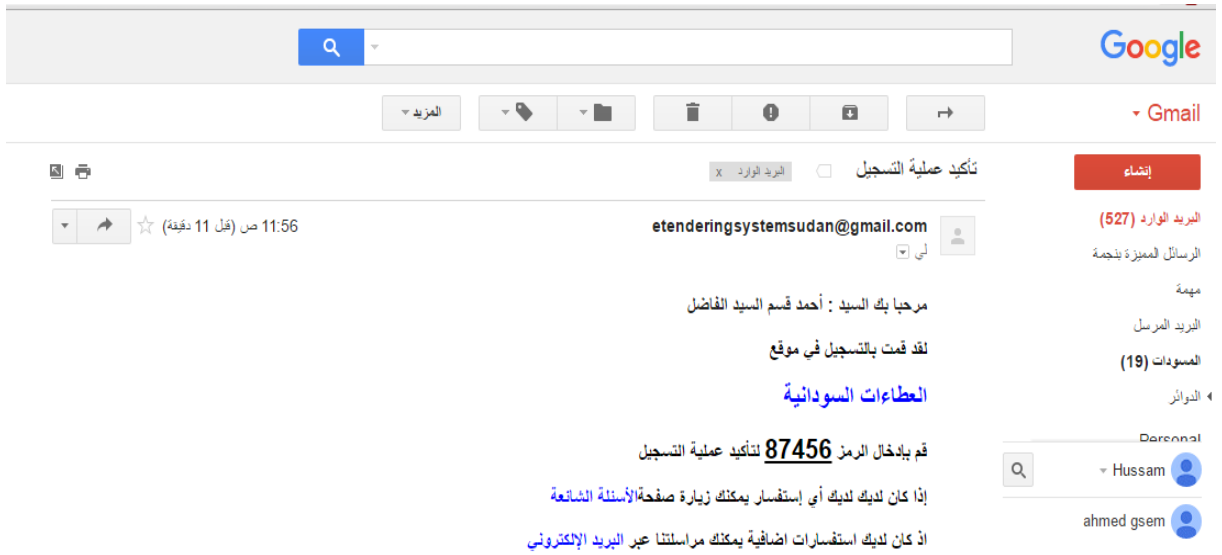 Google
Gmail
المزيد
إنشاء
تأكيد عملية التسجيل
البريد الوارد x
البريد الوارد (527)
etenderingsystemsudan@gmail.com
11:56 ص (قبل 11 دقيقة)
لي
الرسائل المميزة بنجمة
مهمة
البريد المرسل
المسودات (19)
الدوائر
Personal
Hussam
ahmed gsem
مرحبا بك السيد : أحمد قسم السيد الفاضل
لقد قمت بالتسجيل في موقع
العطاءات السودانية
قم بإدخال الرمز 87456 لتأكيد عملية التسجيل
إذا كان لديك لديك أي إستفسار يمكنك زيارة صفحةالأسئلة الشائعة
اذ كان لديك استفسارات اضافية يمكنك مراسلتنا عبر البريد الإلكتروني